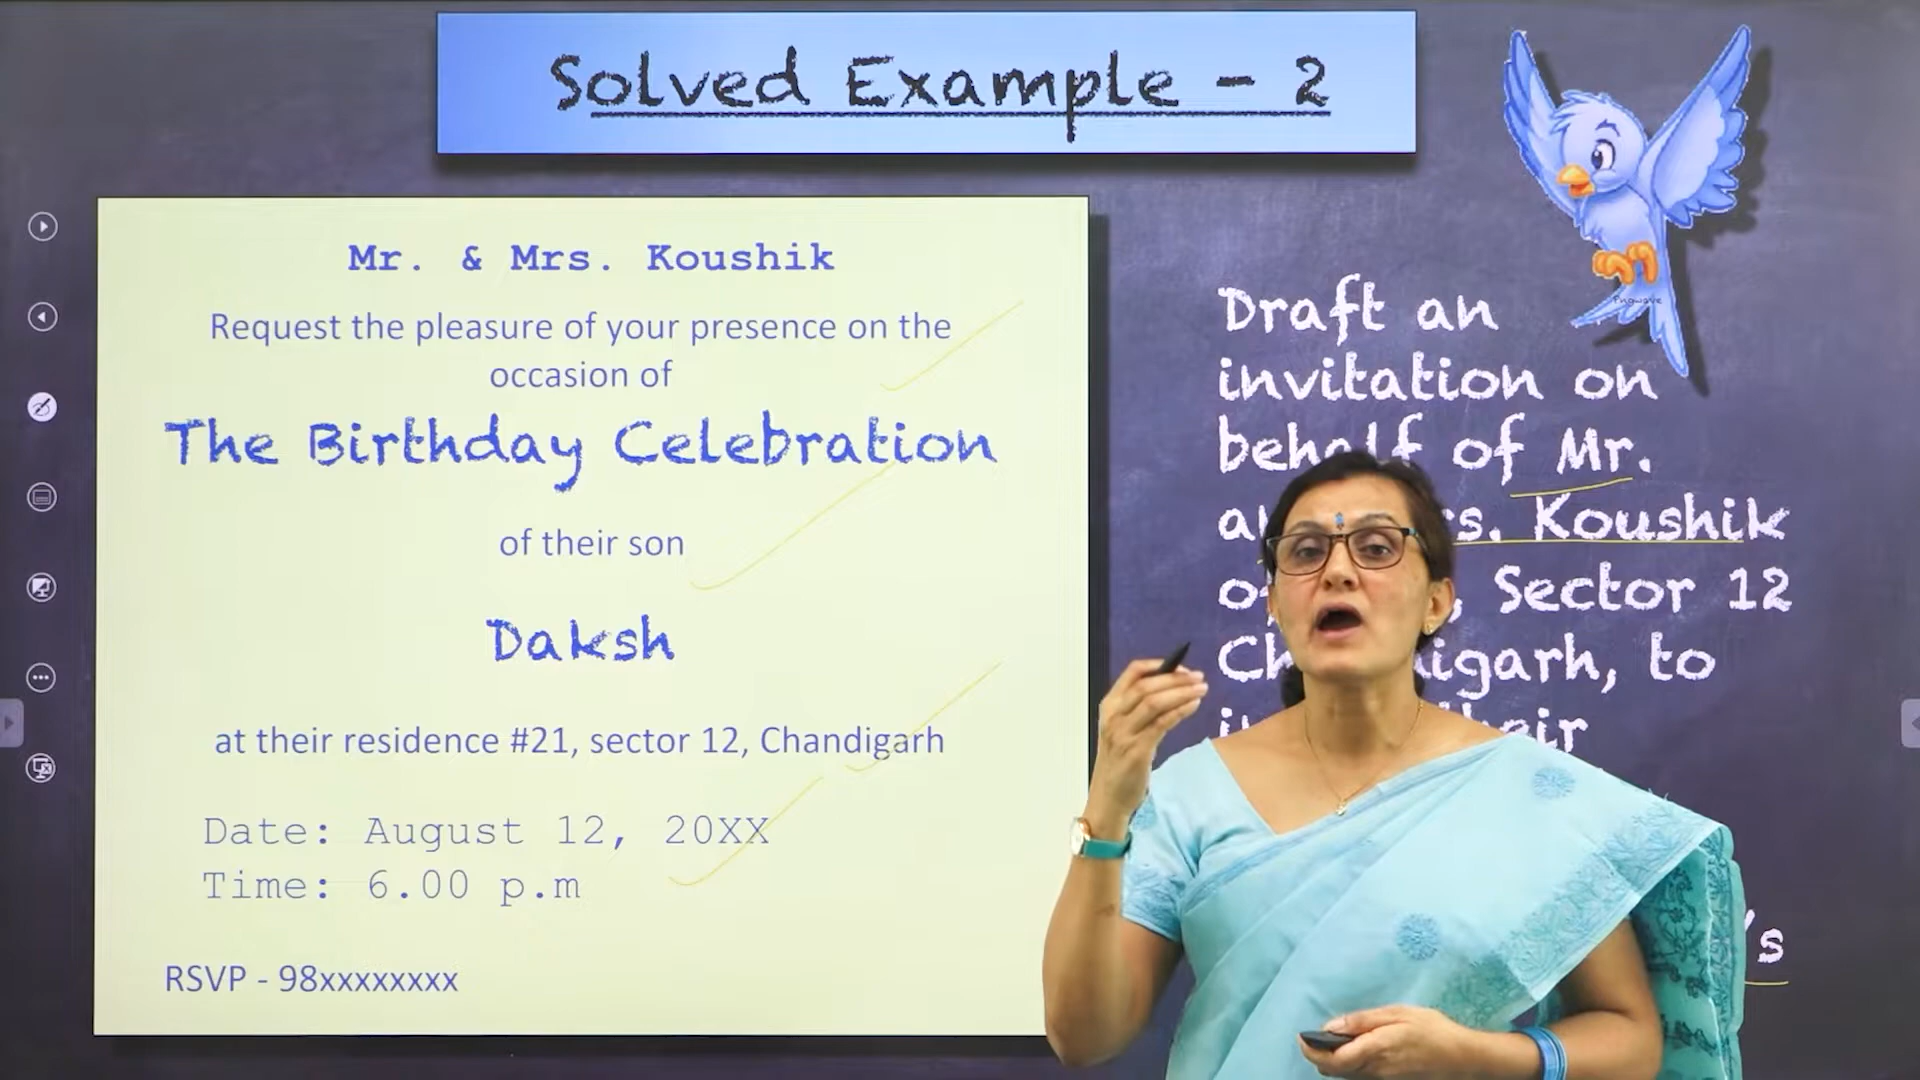 Solved Example - 2
Mr. & Mrs. Koushik
Request the pleasure of your presence on the
occasion of
The Birthday Celebration
of their son
Daksh
at their residence #21, sector 12, Chandigarh
Date: August 12, 20XX
Time: 6.00 p.m
RSVP - 98xxxxxxxx
Pngwave
Draft an
invitation on
behalf of Mr.
Koushik
Sector 12
to